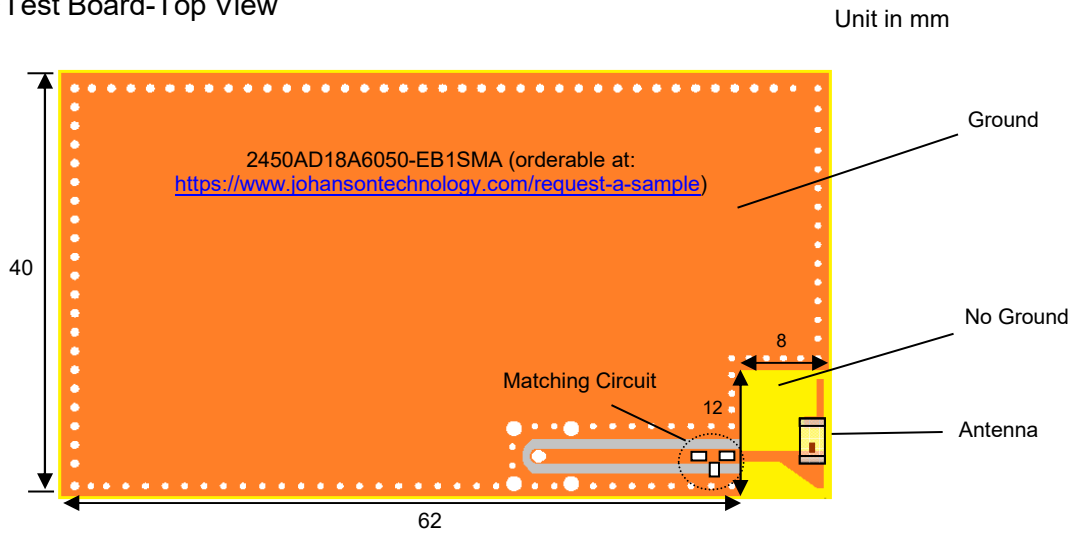 Test Board-Top View
Unit in mm
Ground
2450AD18A6050-EB1SMA (orderable at:
https://www.johansontechnology.com/request-a-sample)
40
No Ground
8
Matching Circuit
12
Antenna
62